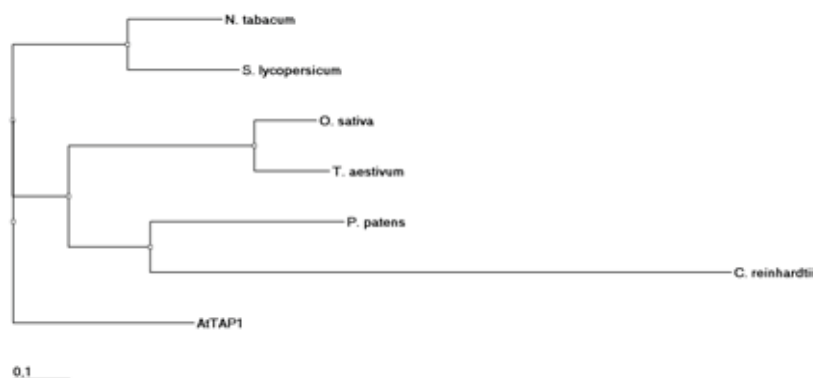 N. tabacum
S. lycopersicum
O. sativa
T. aestivum
P. patens
C. reinhardtii
AtTAP1
0,1